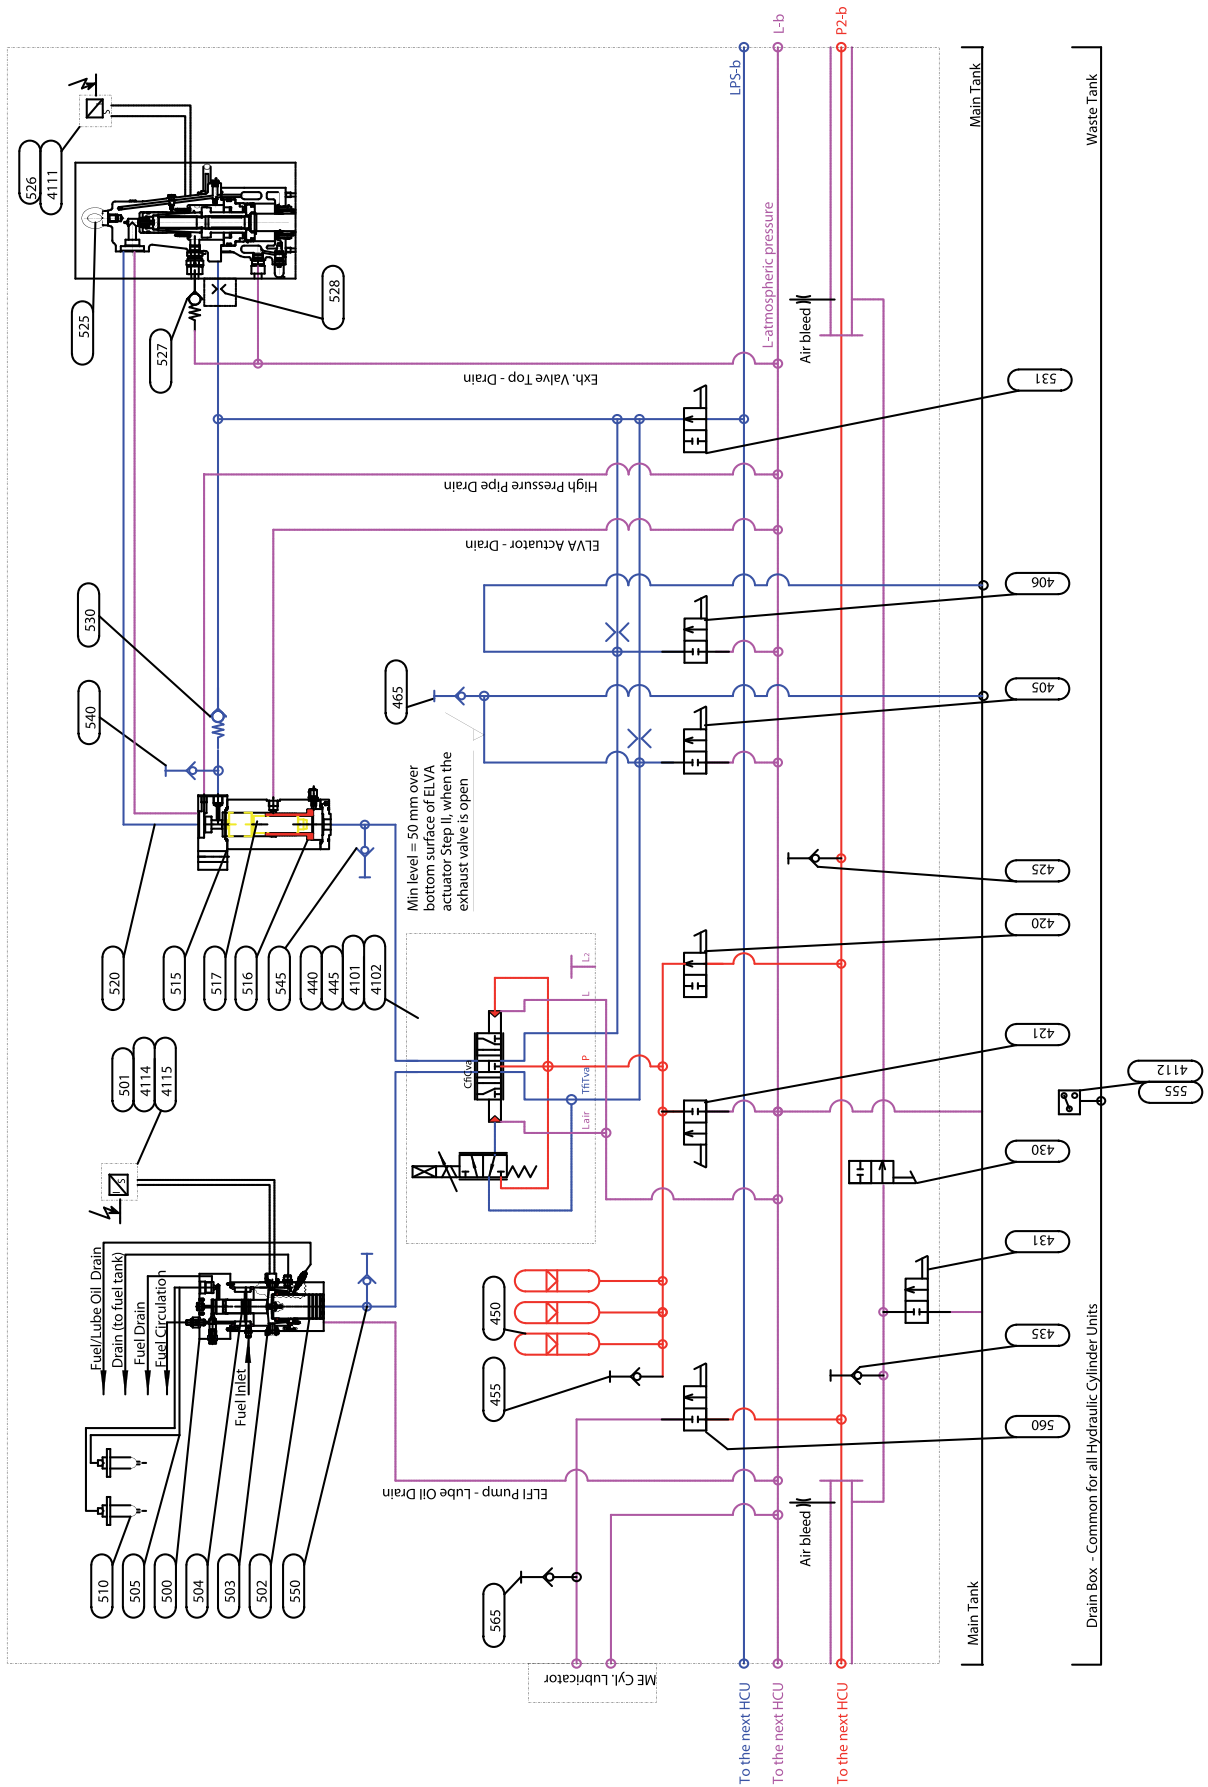 L-b
P2-b
LPS-b
Main Tank
Waste Tank
526
4111
525
527
528
L-atmospheric pressure
Air bleed
Exh. Valve Top - Drain
531
High Pressure Pipe Drain
ELVA Actuator - Drain
530
540
406
465
405
Min level = 50 mm over
bottom surface of ELVA
actuator Step II, when the
exhaust valve is open
425
420
520
515
517
516
545
440
445
4101
4102
L2
L
P
TfiTva
Lair
CfiCva
501
4114
4115
421
4112
555
430
431
Fuel/Lube Oil Drain
Drain (to fuel tank)
Fuel Drain
Fuel Circulation
Fuel Inlet
450
455
435
560
ELFI Pump - Lube Oil Drain
Air bleed
510
505
500
504
503
502
550
565
ME Cyl. Lubricator
Main Tank
Drain Box - Common for all Hydraulic Cylinder Units
To the next HCU
To the next HCU
To the next HCU